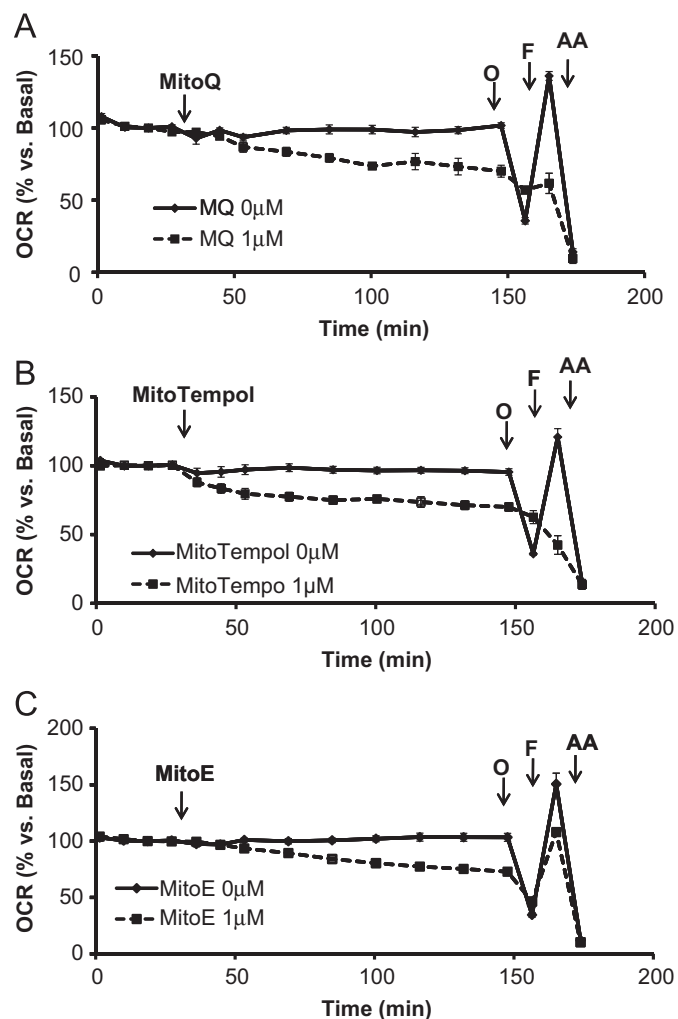 A
150
100
50
0
OCR (% vs. Basal)
MitoQ
O
F
AA
MQ 0μM
MQ 1μM
0
50
100
150
200
Time (min)
B
150
100
50
0
OCR (% vs. Basal)
MitoTempol
O
F
AA
MitoTempol 0μM
MitoTempo 1μM
0
50
100
150
200
Time (min)
C
200
150
100
50
0
OCR (% vs. Basal)
MitoE
O
F
AA
MitoE 0μM
MitoE 1μM
0
50
100
150
200
Time (min)